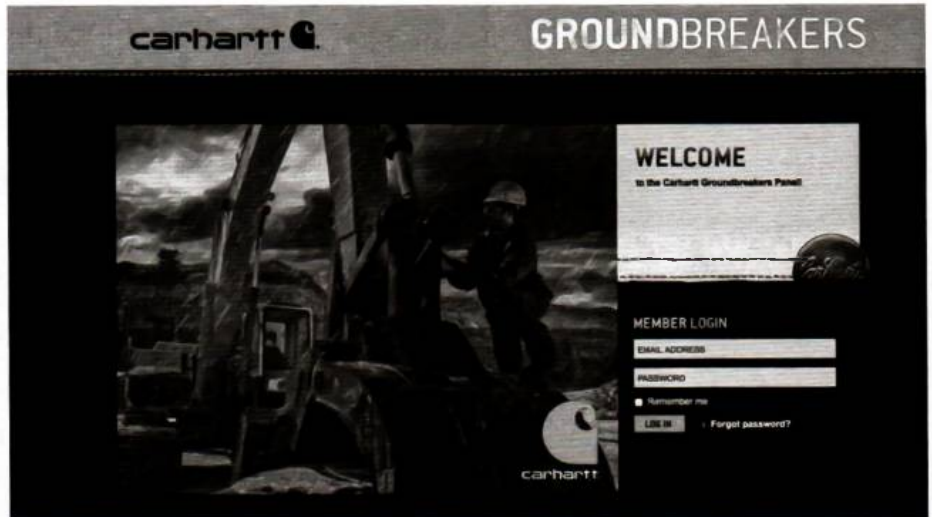 carhartt
GROUNDBREAKERS
WELCOME
to the Carhartt Groundbreakers Panel!
MEMBER LOGIN
EMAIL ADDRESS
PASSWORD
Remember me
LOG IN › Forgot password?
carhartt